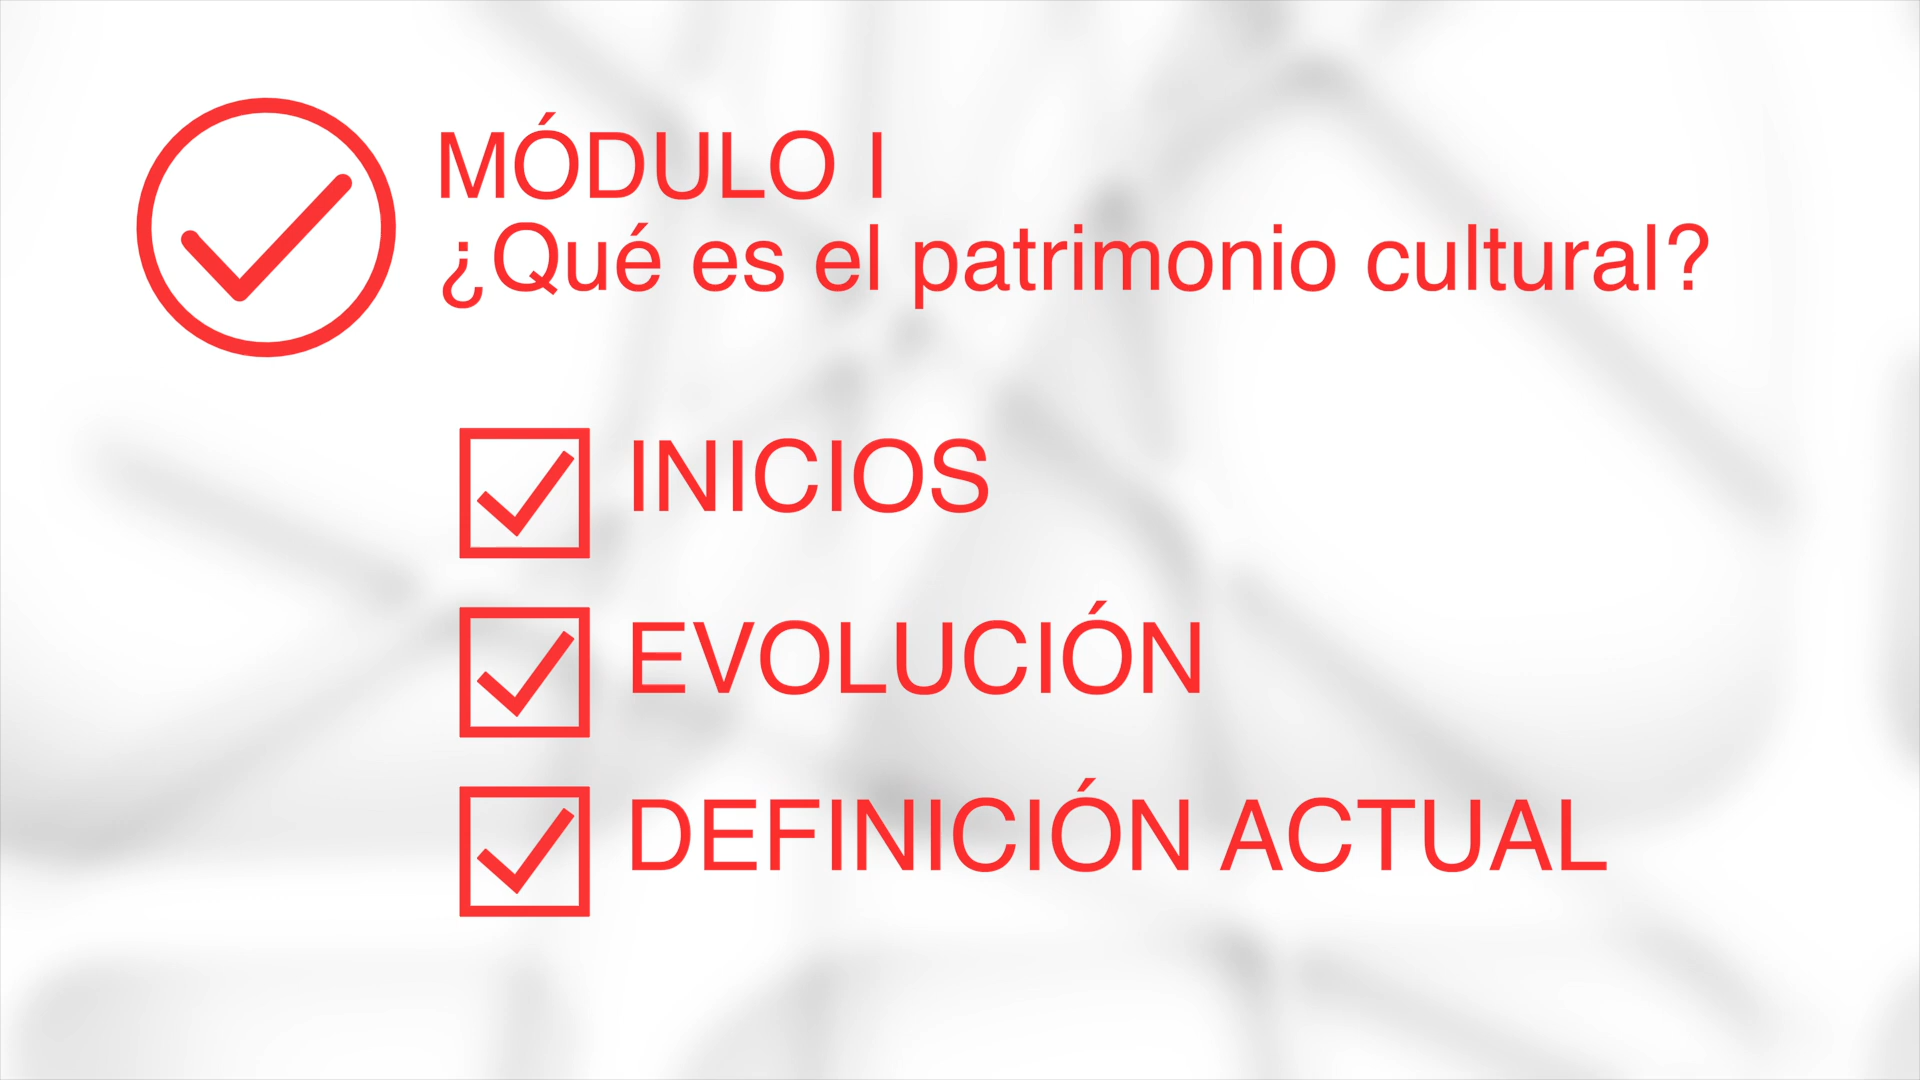 MÓDULO I
¿Qué es el patrimonio cultural?
INICIOS
EVOLUCIÓN
DEFINICIÓN ACTUAL